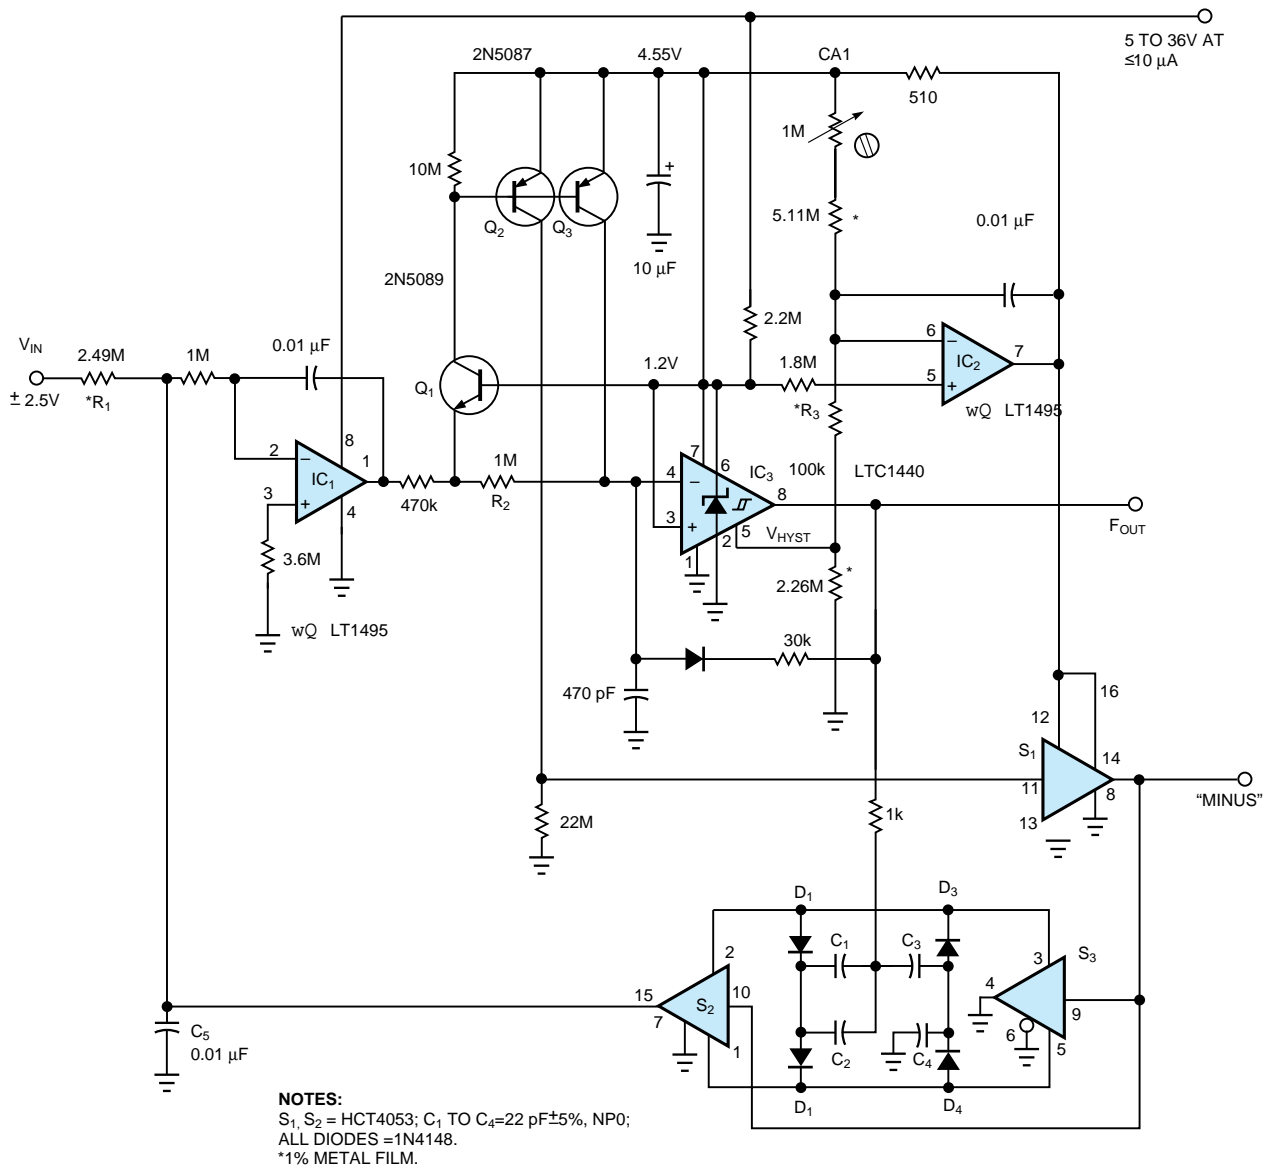 5 TO 36V AT
≤10 µA
2N5087
4.55V
CA1
510
1M
10M
5.11M
*
0.01 µF
Q2
Q3
10 µF
2N5089
2.2M
VIN
2.49M
1M
0.01 µF
1.2V
1.8M
6
–
IC2
7
5
+
± 2.5V
*R1
Q1
*R3
wQ LT1495
2
–
8
1
IC1
3
+
4
470k
1M
R2
7
6
4
–
IC3
100k
LTC1440
8
3
+
5
2
1
VHYST
FOUT
3.6M
2.26M
*
wQ LT1495
30k
470 pF
16
12
S1
14
11
8
13
"MINUS"
22M
1k
D1
D3
C1
C3
2
3
S3
4
15
S2
10
9
7
6
1
5
C2
C4
C5
0.01 µF
D1
D4
NOTES:
S1, S2 = HCT4053; C1 TO C4=22 pF±5%, NP0;
ALL DIODES =1N4148.
*1% METAL FILM.